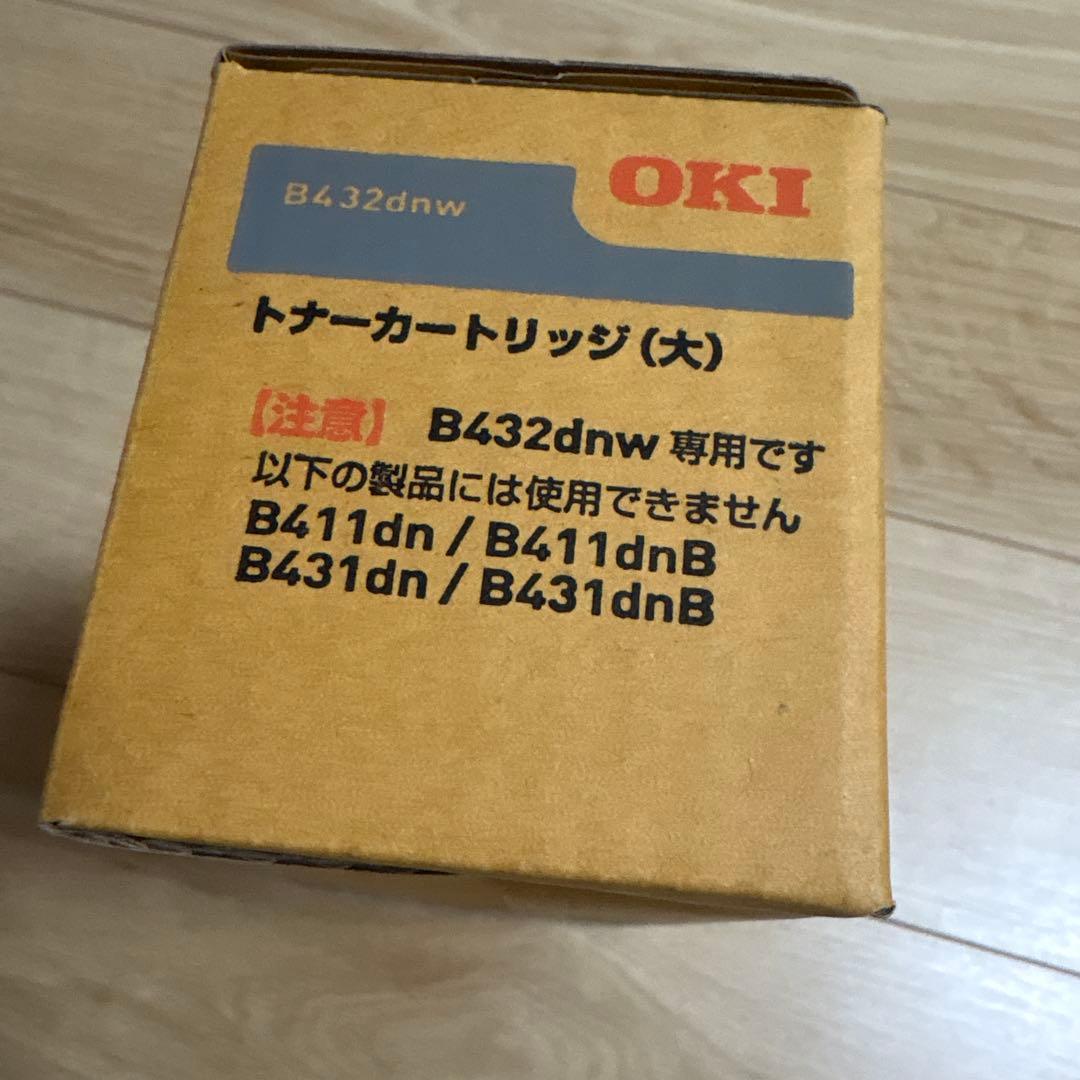 B432dnw
OKI
トナーカートリッジ（大）
【注意】 B432dnw 専用です
以下の製品には使用できません
B411dn / B411dnB
B431dn / B431dnB